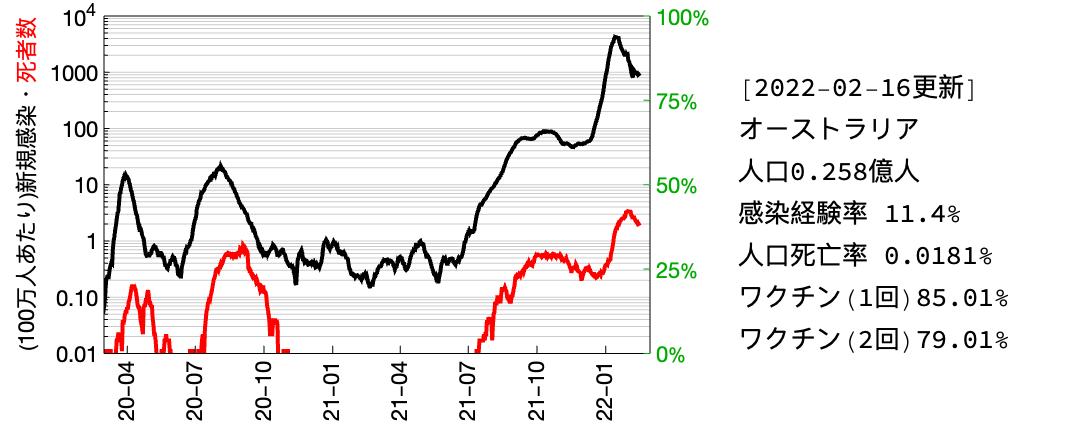 (100万人あたり)新規感染・死者数
10^4
1000
100
10
1
0.10
0.01
100%
75%
50%
25%
0%
20-04
20-07
20-10
21-01
21-04
21-07
21-10
22-01
[2022-02-16更新]
オーストラリア
人口0.258億人
感染経験率 11.4%
人口死亡率 0.0181%
ワクチン(1回)85.01%
ワクチン(2回)79.01%